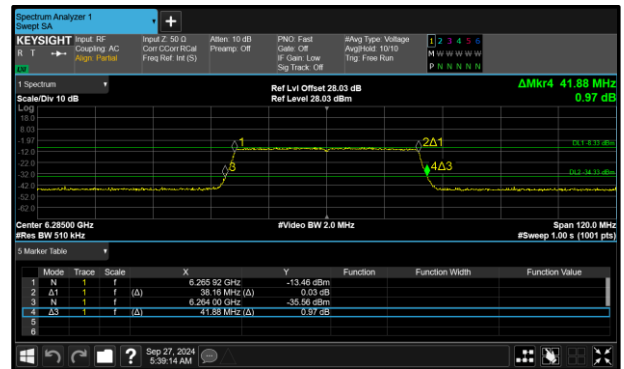 Spectrum Analyzer 1
Swept SA
+
KEYSIGHT Input: RF Input Z: 50 Ω Atten: 10 dB PNO: Fast #Avg Type: Voltage 1 2 3 4 5 6
R T Coupling: AC Corr CCorr RCal Preamp: Off Gate: Off Avg|Hold: 10/10 M W W W W W
Align: Partial Freq Ref: Int (S) IF Gain: Low Trig: Free Run
Sig Track: Off P N N N N N
1 Spectrum Ref Lvl Offset 28.03 dB ΔMkr4 41.88 MHz
Scale/Div 10 dB Ref Level 28.03 dBm 0.97 dB
Log
18.0
8.03
-1.97
-12.0
-22.0
-32.0
-42.0
-52.0
-62.0
1
2Δ1
DL1 -8.33 dBm
3
4Δ3
DL2 -34.33 dBm
Center 6.28500 GHz #Video BW 2.0 MHz Span 120.0 MHz
#Res BW 510 kHz #Sweep 1.00 s (1001 pts)
5 Marker Table
Mode Trace Scale X Y Function Function Width Function Value
1 N 1 f 6.265 92 GHz -13.46 dBm
2 Δ1 1 f (Δ) 38.16 MHz (Δ) 0.03 dB
3 N 1 f 6.264 00 GHz -35.56 dBm
4 Δ3 1 f (Δ) 41.88 MHz (Δ) 0.97 dB
5
6
? Sep 27, 2024
5:39:14 AM